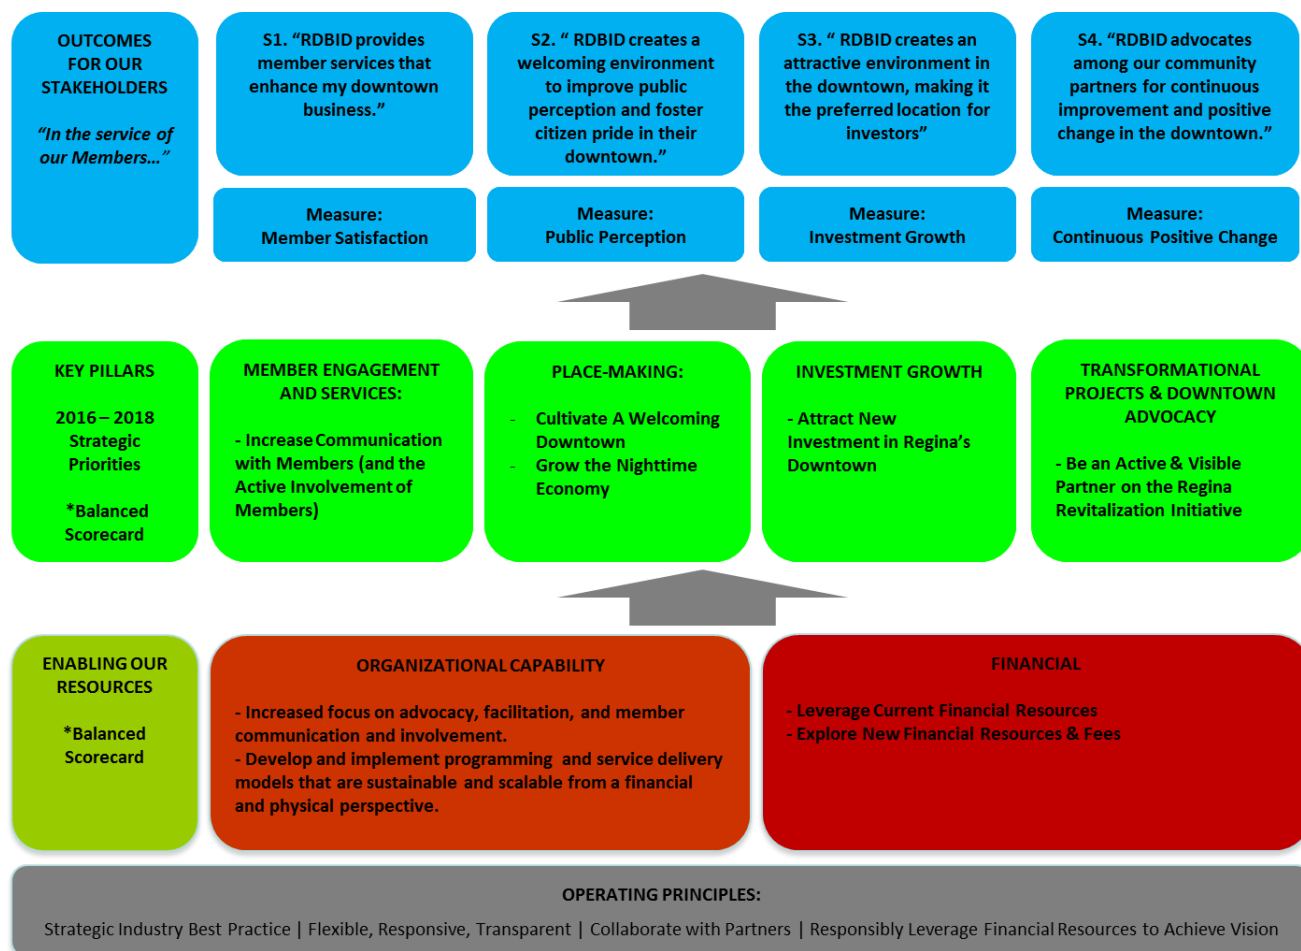 OUTCOMES
FOR OUR
STAKEHOLDERS
“In the service of
our Members…”
S1. “RDBID provides
member services that
enhance my downtown
business.”
S2. “ RDBID creates a
welcoming environment
to improve public
perception and foster
citizen pride in their
downtown.”
S3. “ RDBID creates an
attractive environment in
the downtown, making it
the preferred location for
investors”
S4. “RDBID advocates
among our community
partners for continuous
improvement and positive
change in the downtown.”
Measure:
Member Satisfaction
Measure:
Public Perception
Measure:
Investment Growth
Measure:
Continuous Positive Change
KEY PILLARS
2016 – 2018
Strategic
Priorities
*Balanced
Scorecard
MEMBER ENGAGEMENT
AND SERVICES:
- Increase Communication
with Members (and the
Active Involvement of
Members)
PLACE-MAKING:
- Cultivate A Welcoming
Downtown
- Grow the Nighttime
Economy
INVESTMENT GROWTH
- Attract New
Investment in Regina’s
Downtown
TRANSFORMATIONAL
PROJECTS & DOWNTOWN
ADVOCACY
- Be an Active & Visible
Partner on the Regina
Revitalization Initiative
ENABLING OUR
RESOURCES
*Balanced
Scorecard
ORGANIZATIONAL CAPABILITY
- Increased focus on advocacy, facilitation, and member
communication and involvement.
- Develop and implement programming and service delivery
models that are sustainable and scalable from a financial
and physical perspective.
FINANCIAL
- Leverage Current Financial Resources
- Explore New Financial Resources & Fees
OPERATING PRINCIPLES:
Strategic Industry Best Practice | Flexible, Responsive, Transparent | Collaborate with Partners | Responsibly Leverage Financial Resources to Achieve Vision